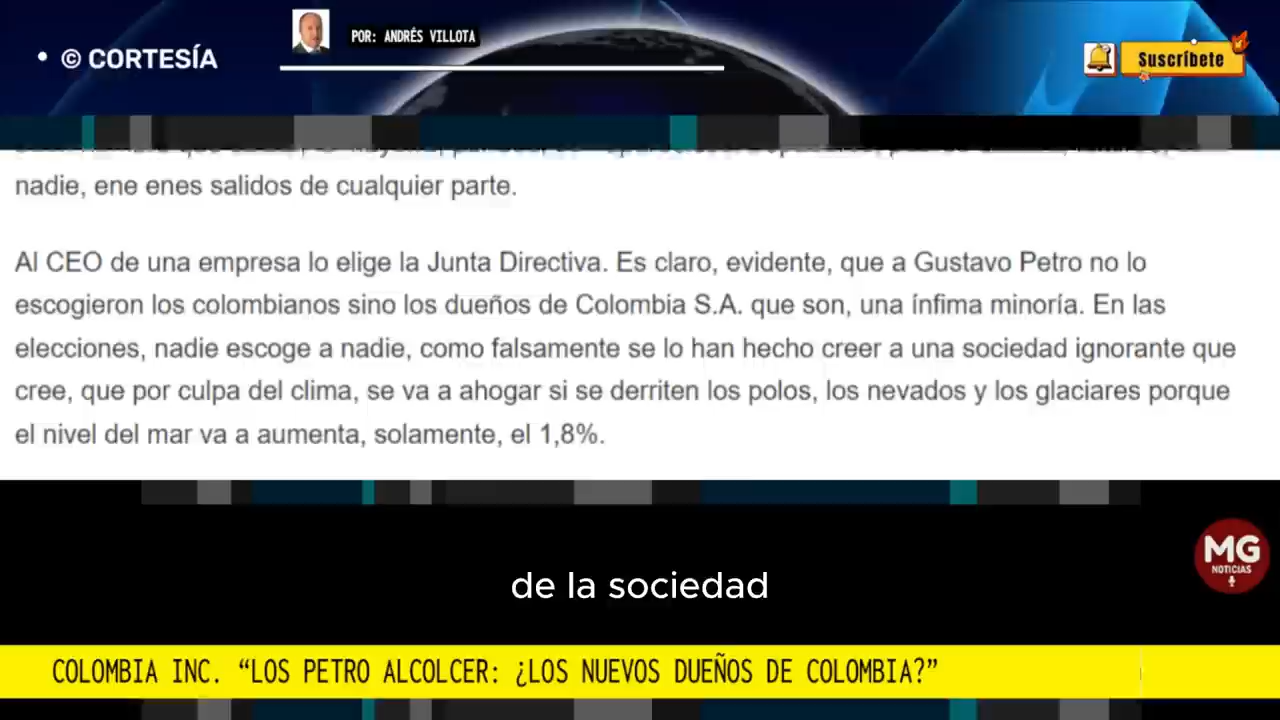 • © CORTESÍA
POR: ANDRÉS VILLOTA
Suscríbete
nadie, ene enes salidos de cualquier parte.
Al CEO de una empresa lo elige la Junta Directiva. Es claro, evidente, que a Gustavo Petro no lo
escogieron los colombianos sino los dueños de Colombia S.A. que son, una ínfima minoría. En las
elecciones, nadie escoge a nadie, como falsamente se lo han hecho creer a una sociedad ignorante que
cree, que por culpa del clima, se va a ahogar si se derriten los polos, los nevados y los glaciares porque
el nivel del mar va a aumenta, solamente, el 1,8%.
MG
NOTICIAS
de la sociedad
COLOMBIA INC. “LOS PETRO ALCOLCER: ¿LOS NUEVOS DUEÑOS DE COLOMBIA?”